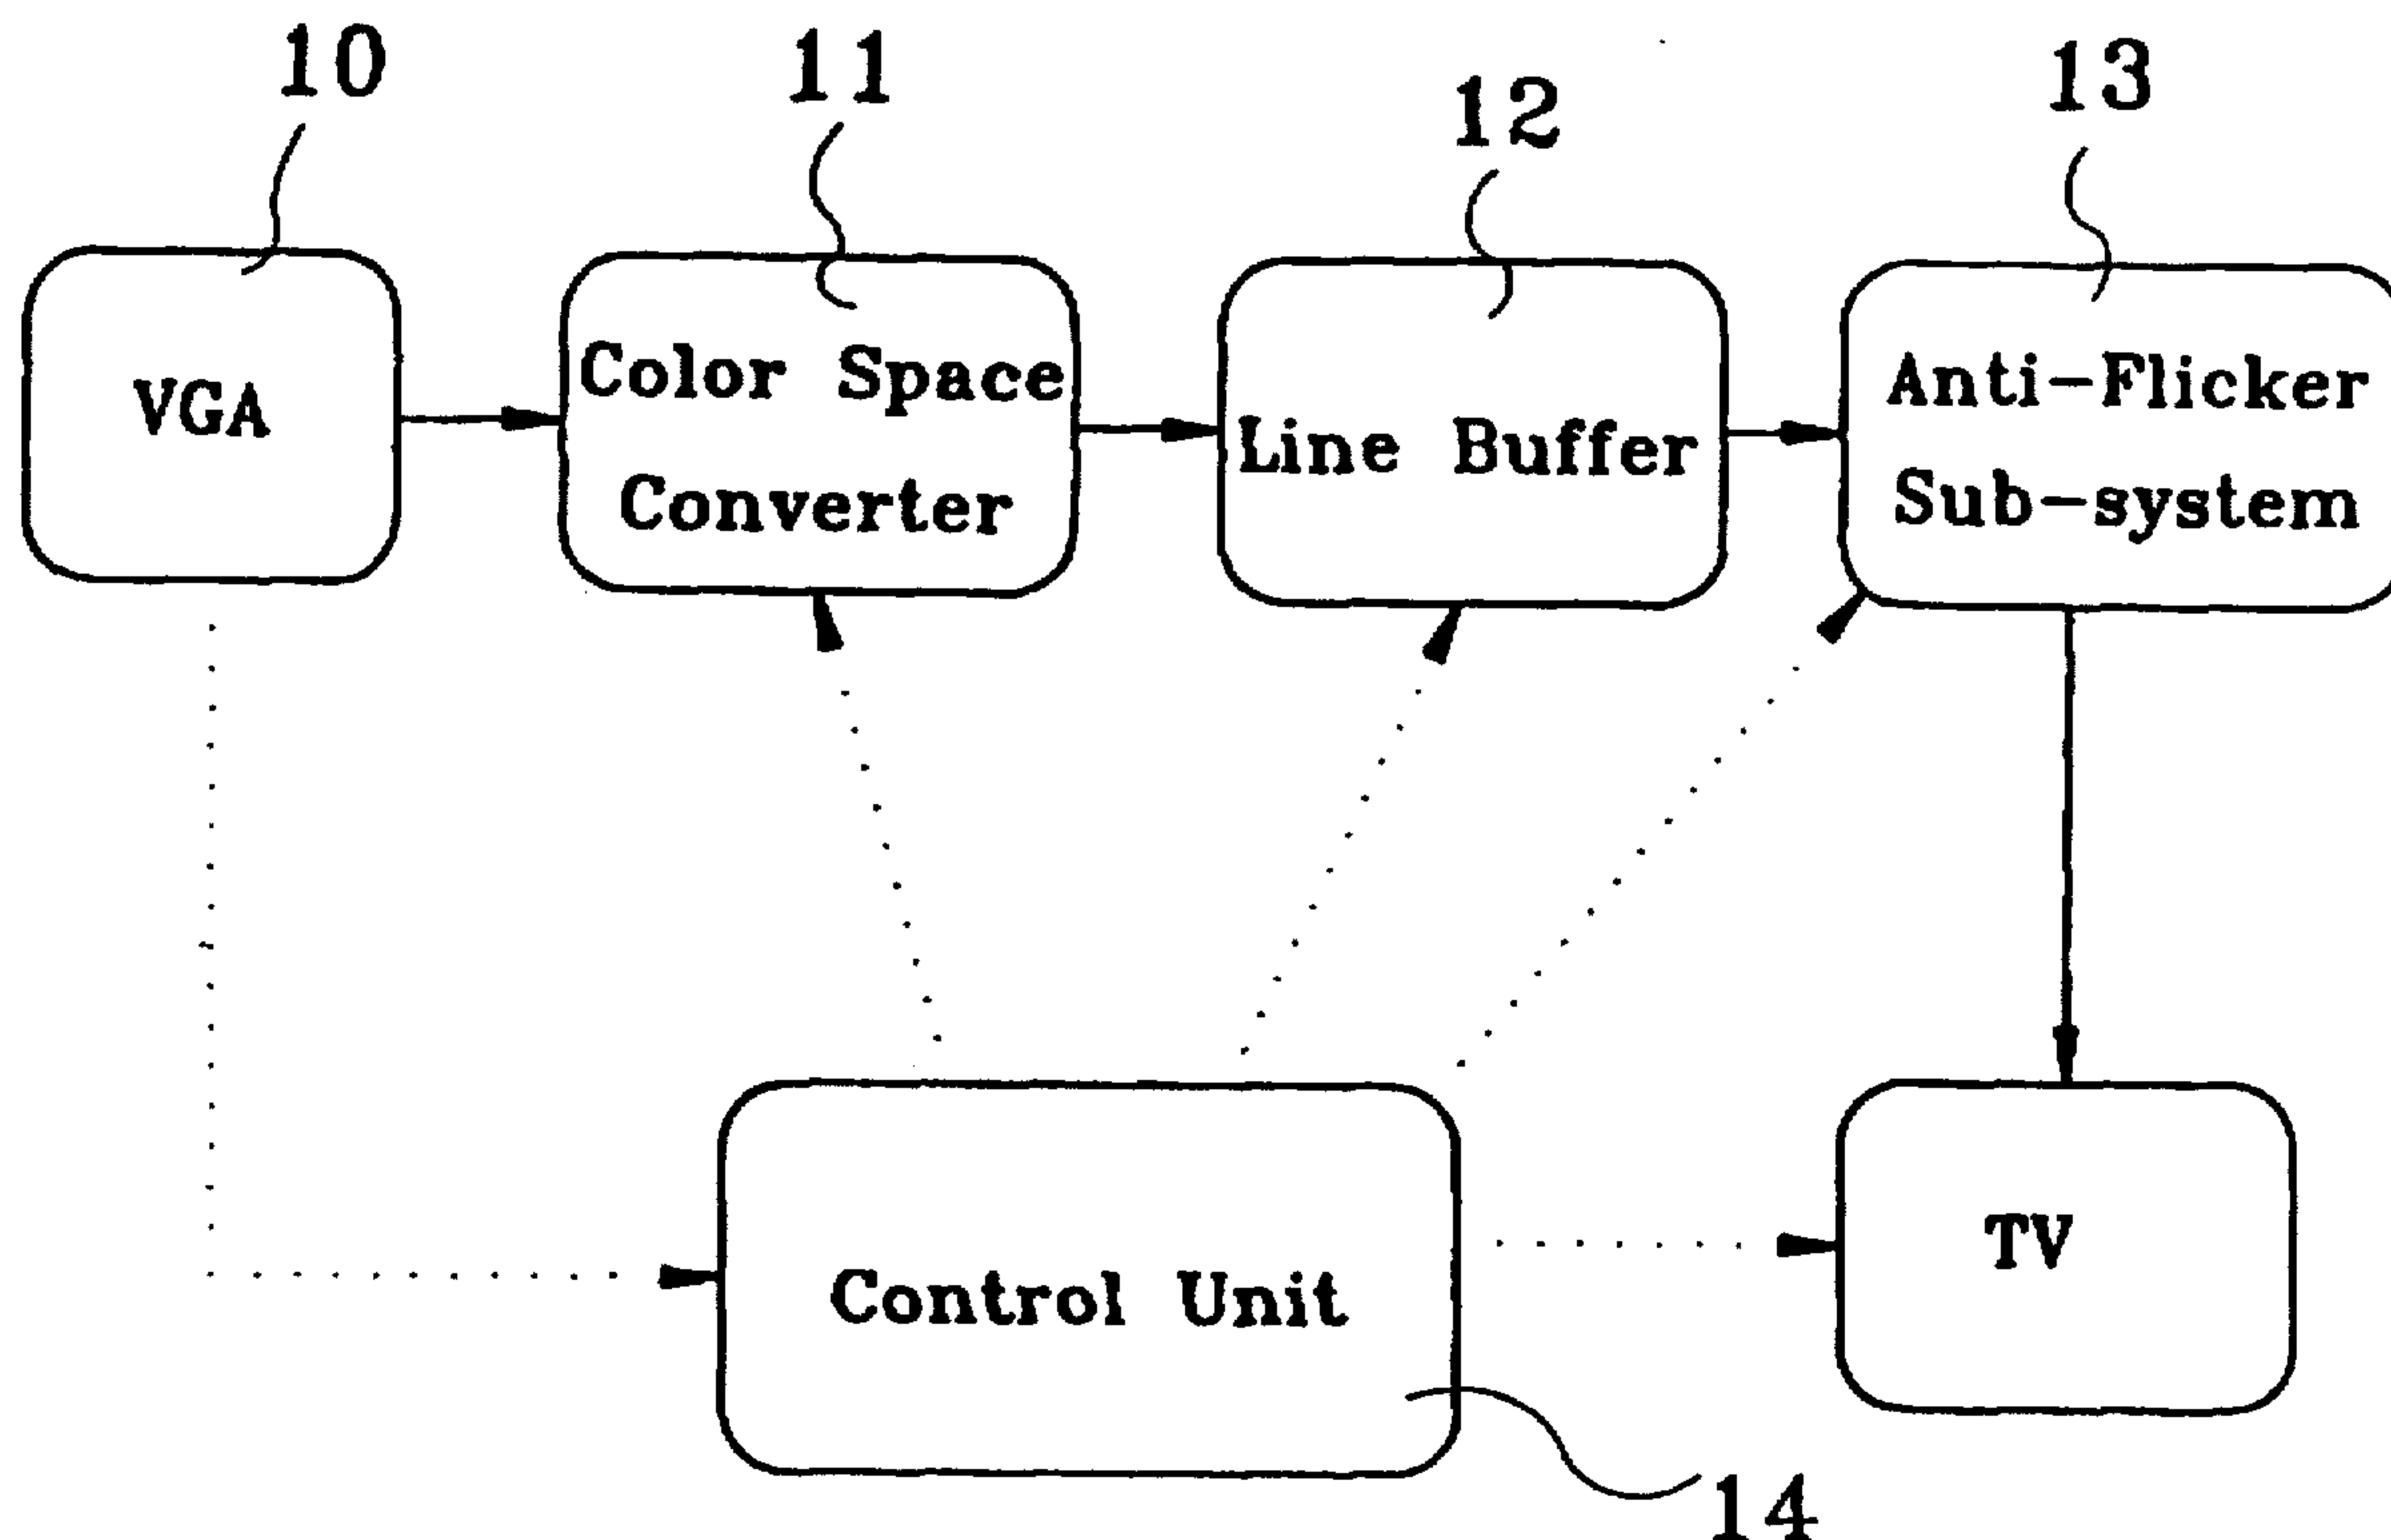 10
11
12
13
VGA
Color Space
Converter
Line Buffer
Anti-Flicker
Sub-system
Control Unit
TV
14